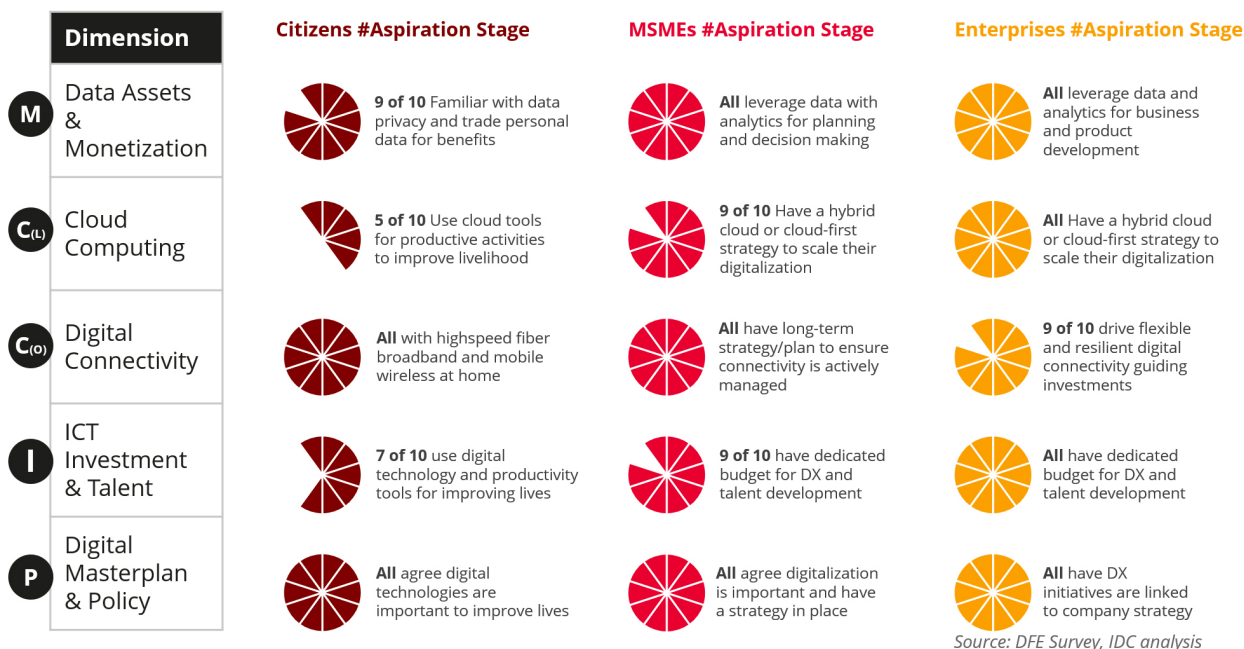 Dimension
Citizens #Aspiration Stage
MSMEs #Aspiration Stage
Enterprises #Aspiration Stage
M
Data Assets
&
Monetization
9 of 10 Familiar with data
privacy and trade personal
data for benefits
All leverage data with
analytics for planning
and decision making
All leverage data and
analytics for business
and product
development
C(L)
Cloud
Computing
5 of 10 Use cloud tools
for productive activities
to improve livelihood
9 of 10 Have a hybrid
cloud or cloud-first
strategy to scale their
digitalization
All Have a hybrid cloud
or cloud-first strategy to
scale their digitalization
C(O)
Digital
Connectivity
All with highspeed fiber
broadband and mobile
wireless at home
All have long-term
strategy/plan to ensure
connectivity is actively
managed
9 of 10 drive flexible
and resilient digital
connectivity guiding
investments
I
ICT
Investment
& Talent
7 of 10 use digital
technology and productivity
tools for improving lives
9 of 10 have dedicated
budget for DX and
talent development
All have dedicated
budget for DX and
talent development
P
Digital
Masterplan
& Policy
All agree digital
technologies are
important to improve lives
All agree digitalization
is important and have
a strategy in place
All have DX
initiatives are linked
to company strategy
Source: DFE Survey, IDC analysis